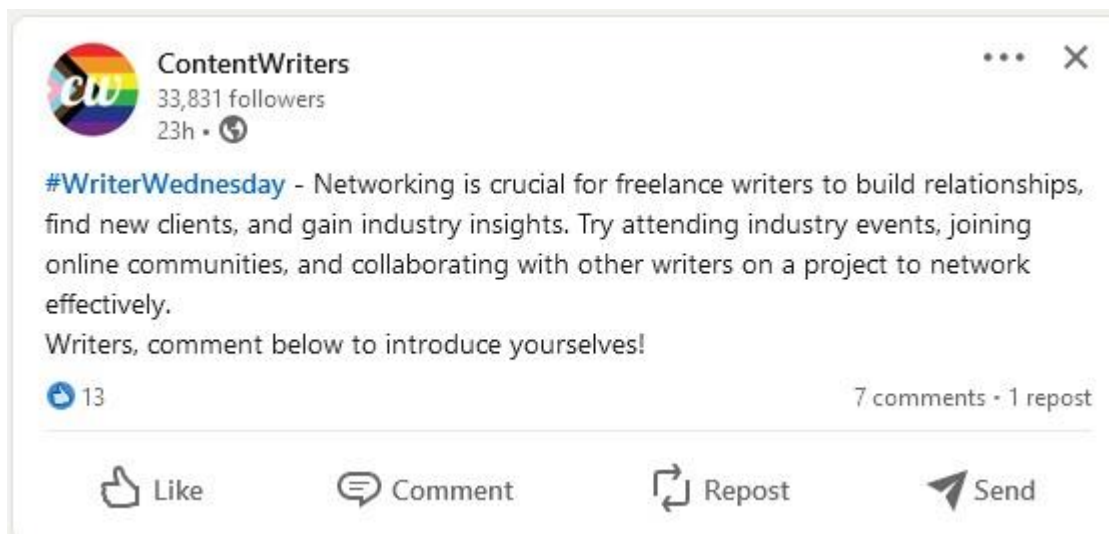 cw
ContentWriters
33,831 followers
23h •
#WriterWednesday - Networking is crucial for freelance writers to build relationships,
find new clients, and gain industry insights. Try attending industry events, joining
online communities, and collaborating with other writers on a project to network
effectively.
Writers, comment below to introduce yourselves!
13 7 comments • 1 repost
Like Comment Repost Send